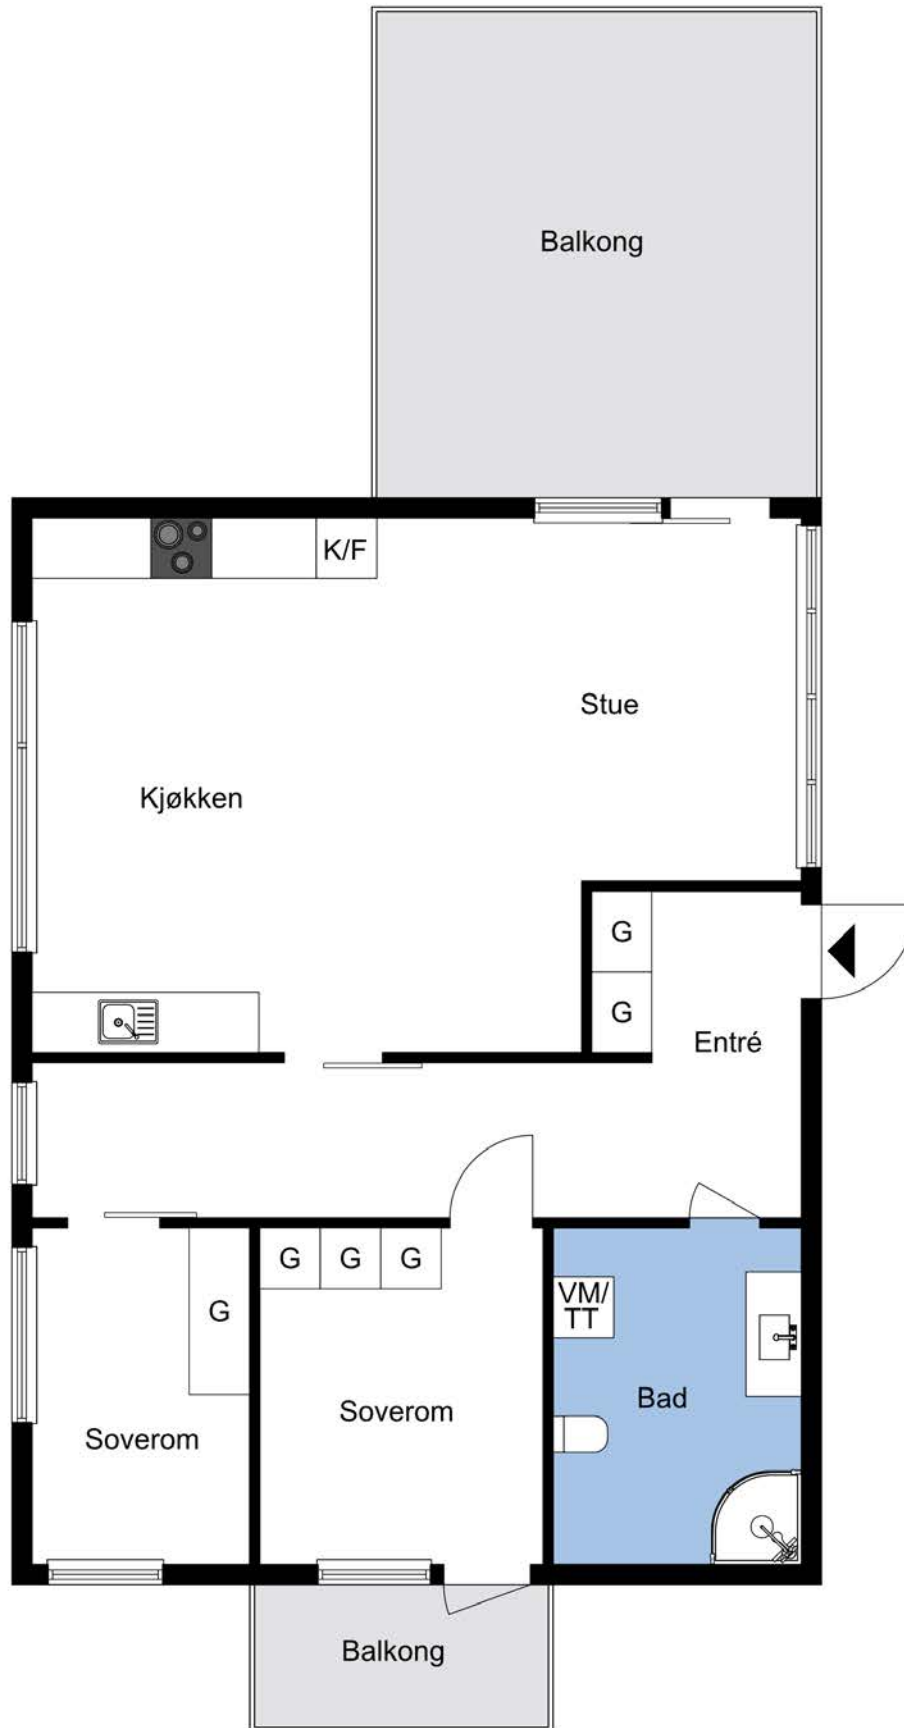 Balkong
K/F
Stue
Kjøkken
G
G
Entré
G
G
G
G
VM/
TT
Bad
Soverom
Soverom
Balkong